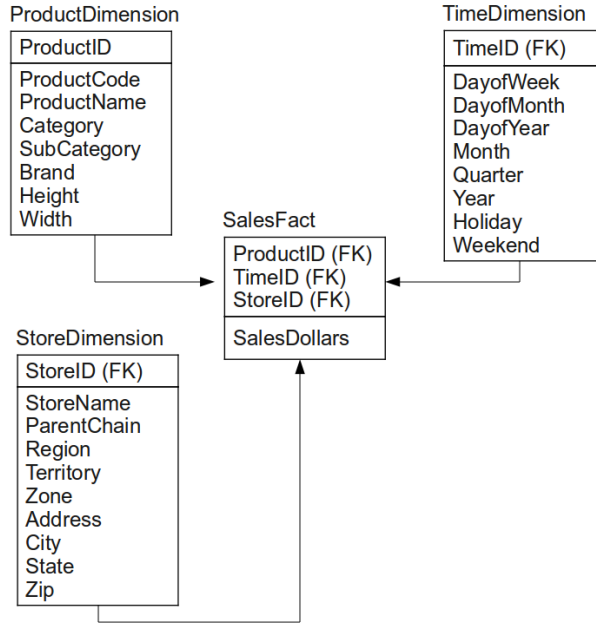 ProductDimension
ProductID
ProductCode
ProductName
Category
SubCategory
Brand
Height
Width
TimeDimension
TimeID (FK)
DayofWeek
DayofMonth
DayofYear
Month
Quarter
Year
Holiday
Weekend
SalesFact
ProductID (FK)
TimeID (FK)
StoreID (FK)
SalesDollars
StoreDimension
StoreID (FK)
StoreName
ParentChain
Region
Territory
Zone
Address
City
State
Zip